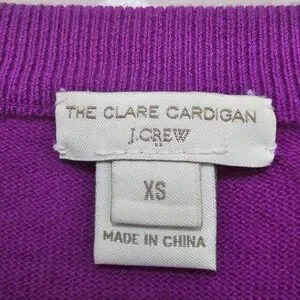 THE CLARE CARDIGAN
J.CREW
XS
MADE IN CHINA